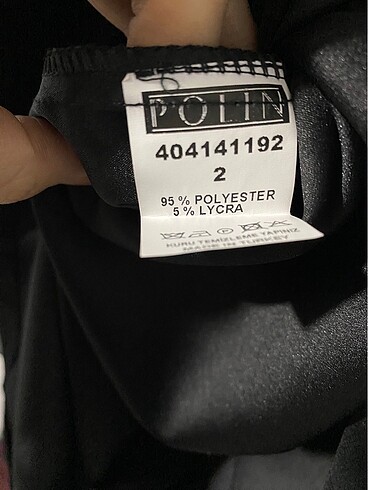 POLIN
404141192
2
95 % POLYESTER
5 % LYCRA
KURU TEMİZLEME YAPINIZ
MADE IN TURKEY